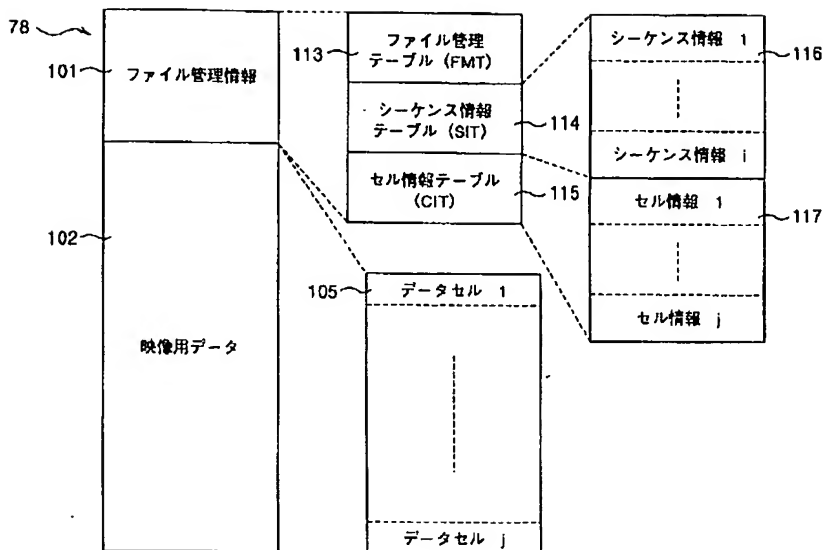 78
101
ファイル管理情報
102
映像用データ
113
ファイル管理
テーブル (FMT)
シーケンス情報
テーブル (SIT)
114
セル情報テーブル
(CIT)
115
105
データセル 1
データセル j
シーケンス情報 1
116
シーケンス情報 i
セル情報 1
117
セル情報 j